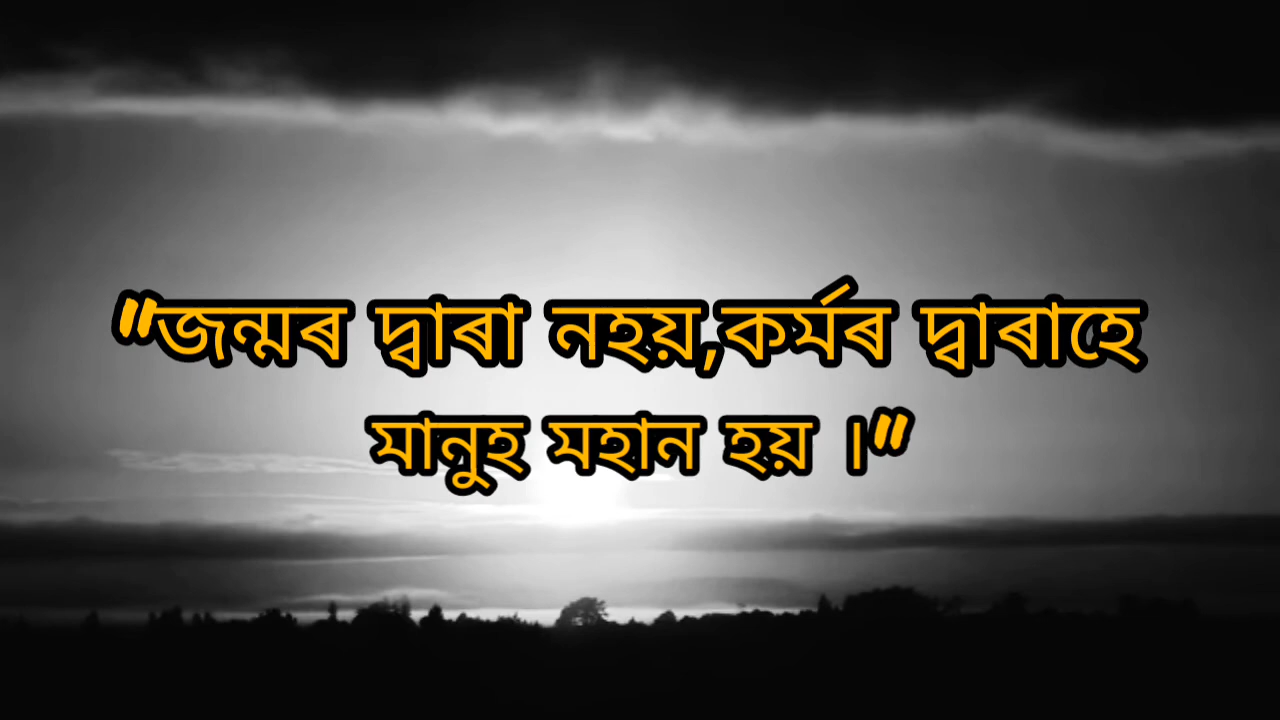 "জন্মৰ দ্বাৰা নহয়,কৰ্মৰ দ্বাৰাহে
মানুহ মহান হয় ।"